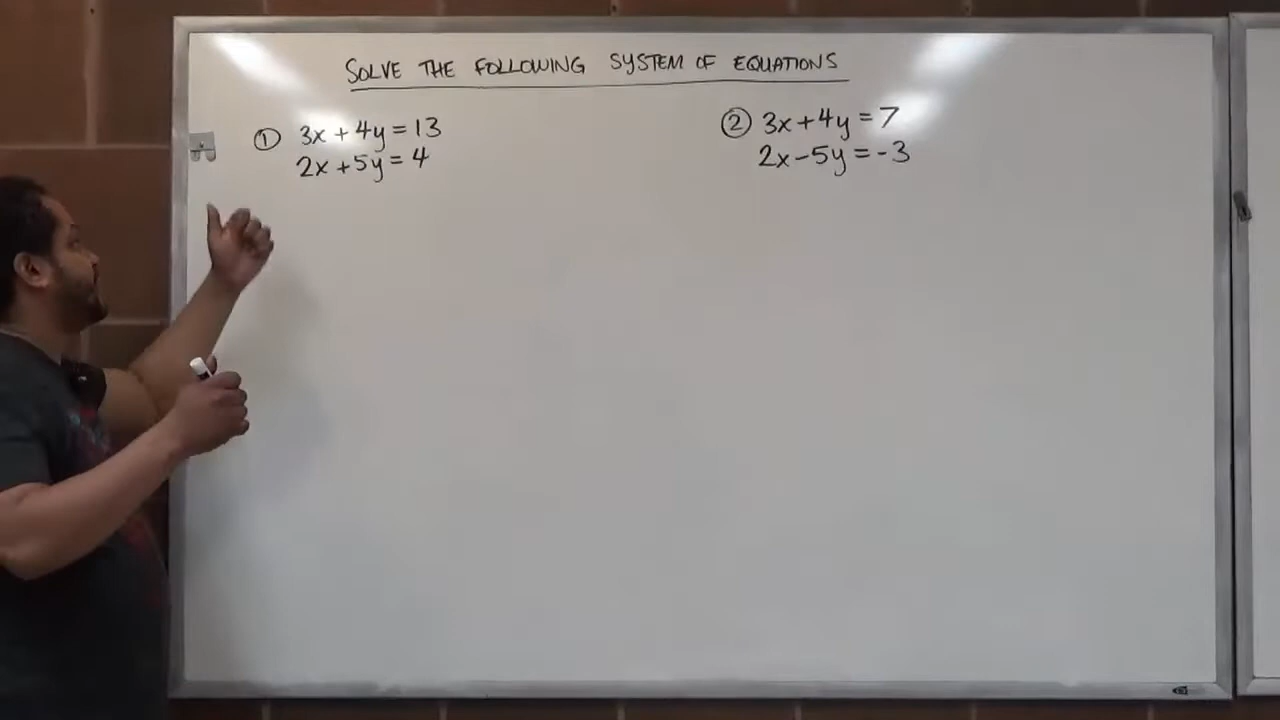 SOLVE THE FOLLOWING SYSTEM OF EQUATIONS
① 3x + 4y = 13
2x + 5y = 4
② 3x + 4y = 7
2x - 5y = -3